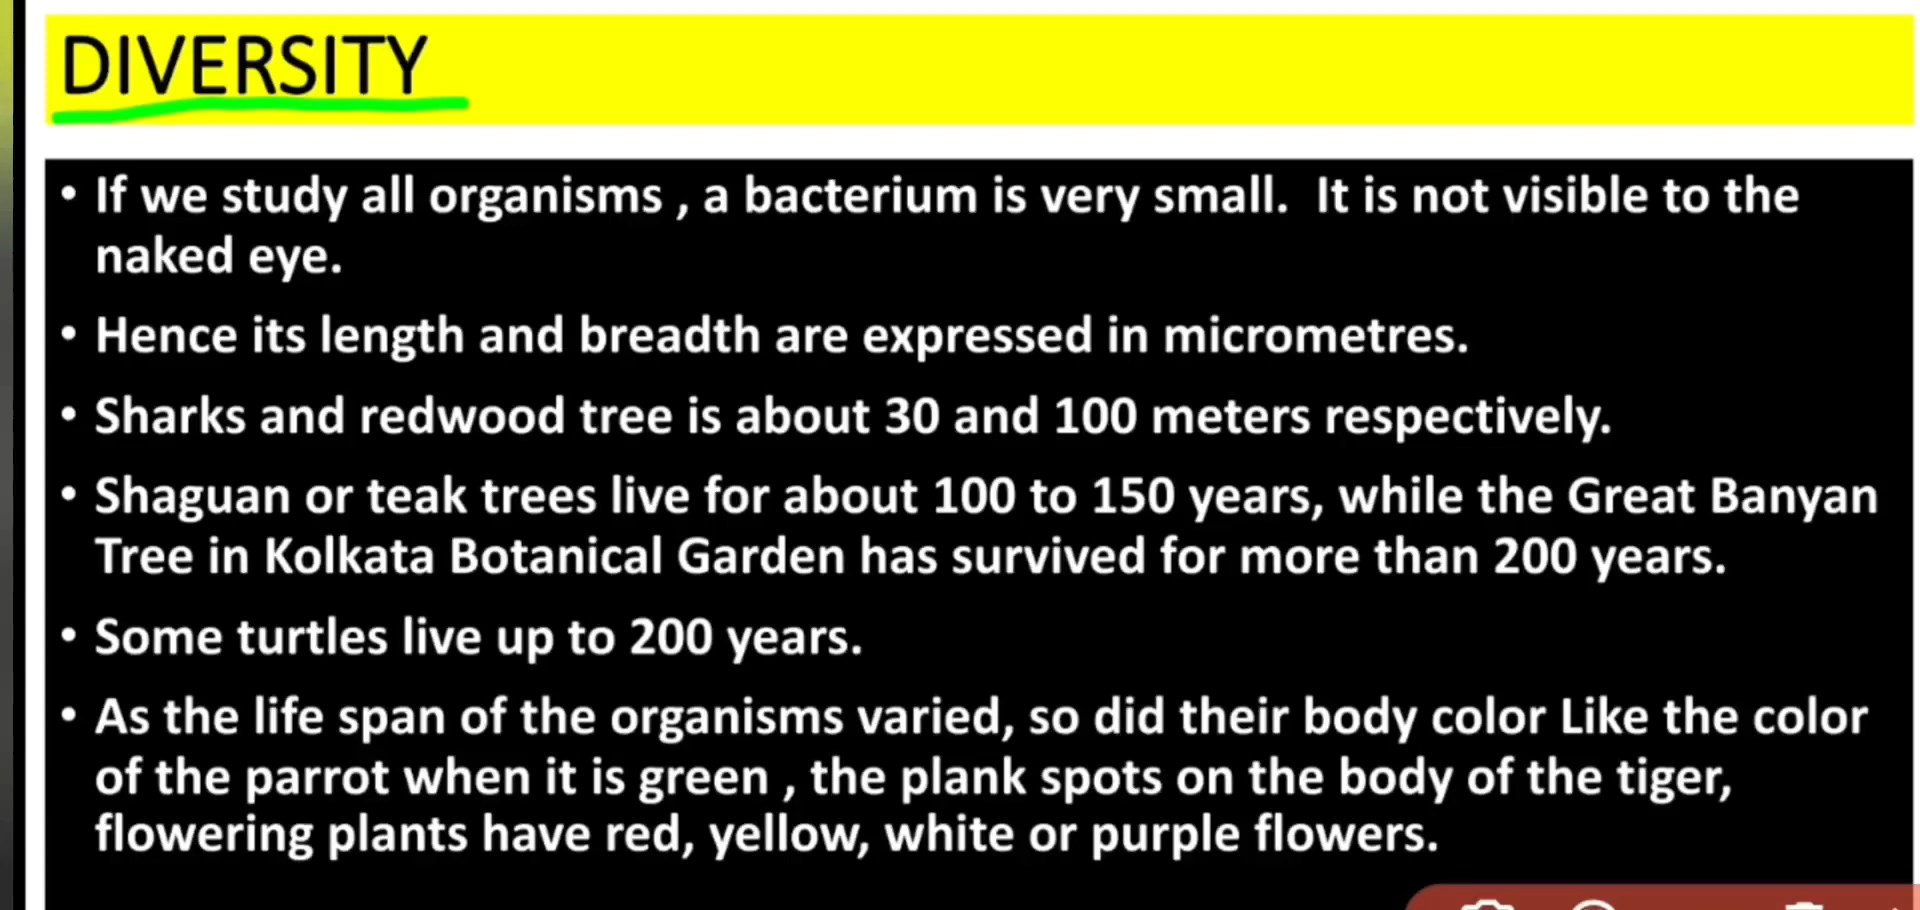 DIVERSITY
• If we study all organisms , a bacterium is very small.  It is not visible to the
naked eye.
• Hence its length and breadth are expressed in micrometres.
• Sharks and redwood tree is about 30 and 100 meters respectively.
• Shaguan or teak trees live for about 100 to 150 years, while the Great Banyan
Tree in Kolkata Botanical Garden has survived for more than 200 years.
• Some turtles live up to 200 years.
• As the life span of the organisms varied, so did their body color Like the color
of the parrot when it is green , the plank spots on the body of the tiger,
flowering plants have red, yellow, white or purple flowers.